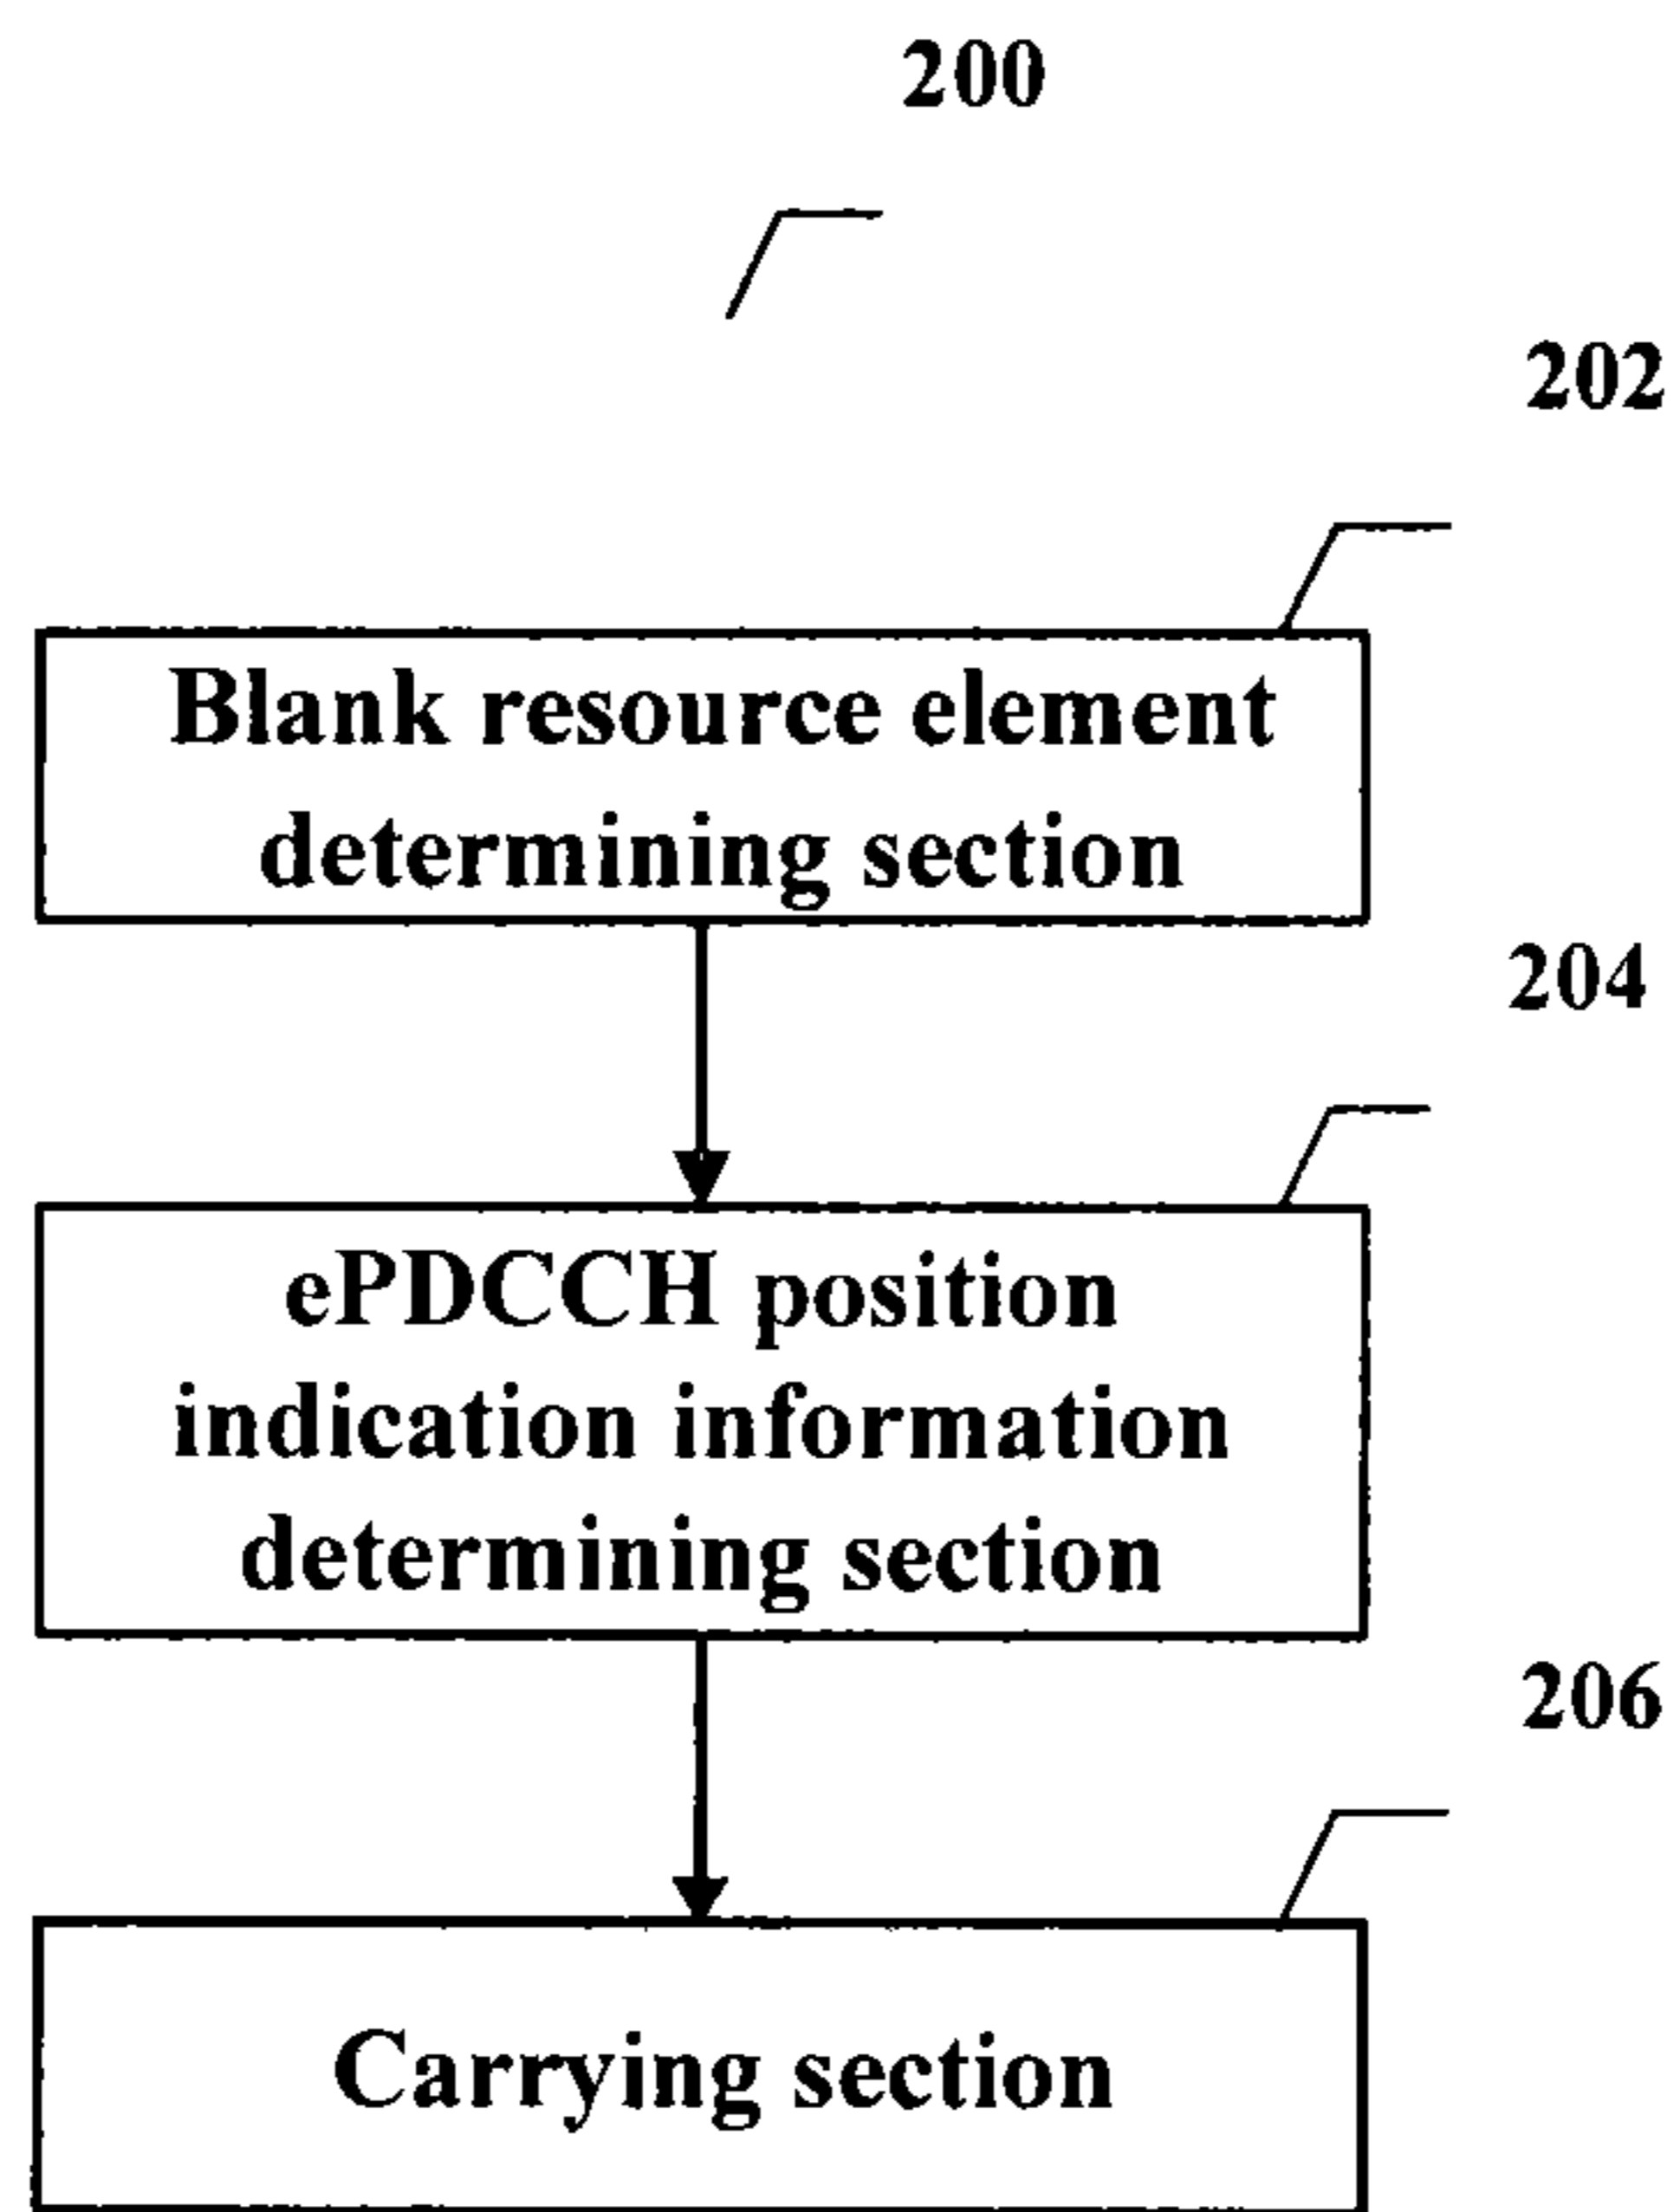 200
202
Blank resource element
determining section
204
ePDCCH position
indication information
determining section
206
Carrying section